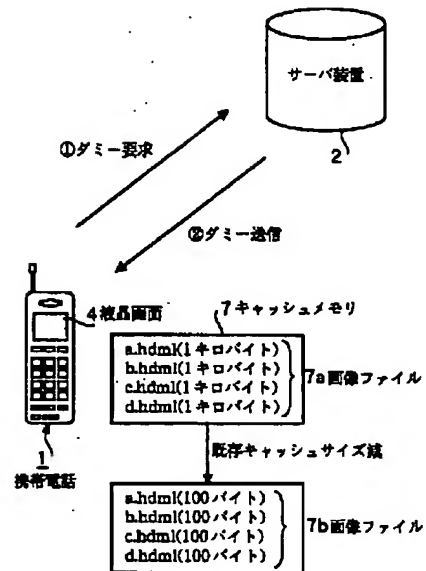 サーバ装置
2
①ダミー要求
②ダミー送信
4液晶画面
7キャッシュメモリ
a.hdml(1キロバイト)
b.hdml(1キロバイト)
c.hdml(1キロバイト)
d.hdml(1キロバイト)
7a画像ファイル
1
携帯電話
既存キャッシュサイズ減
a.hdml(100バイト)
b.hdml(100バイト)
c.hdml(100バイト)
d.hdml(100バイト)
7b画像ファイル